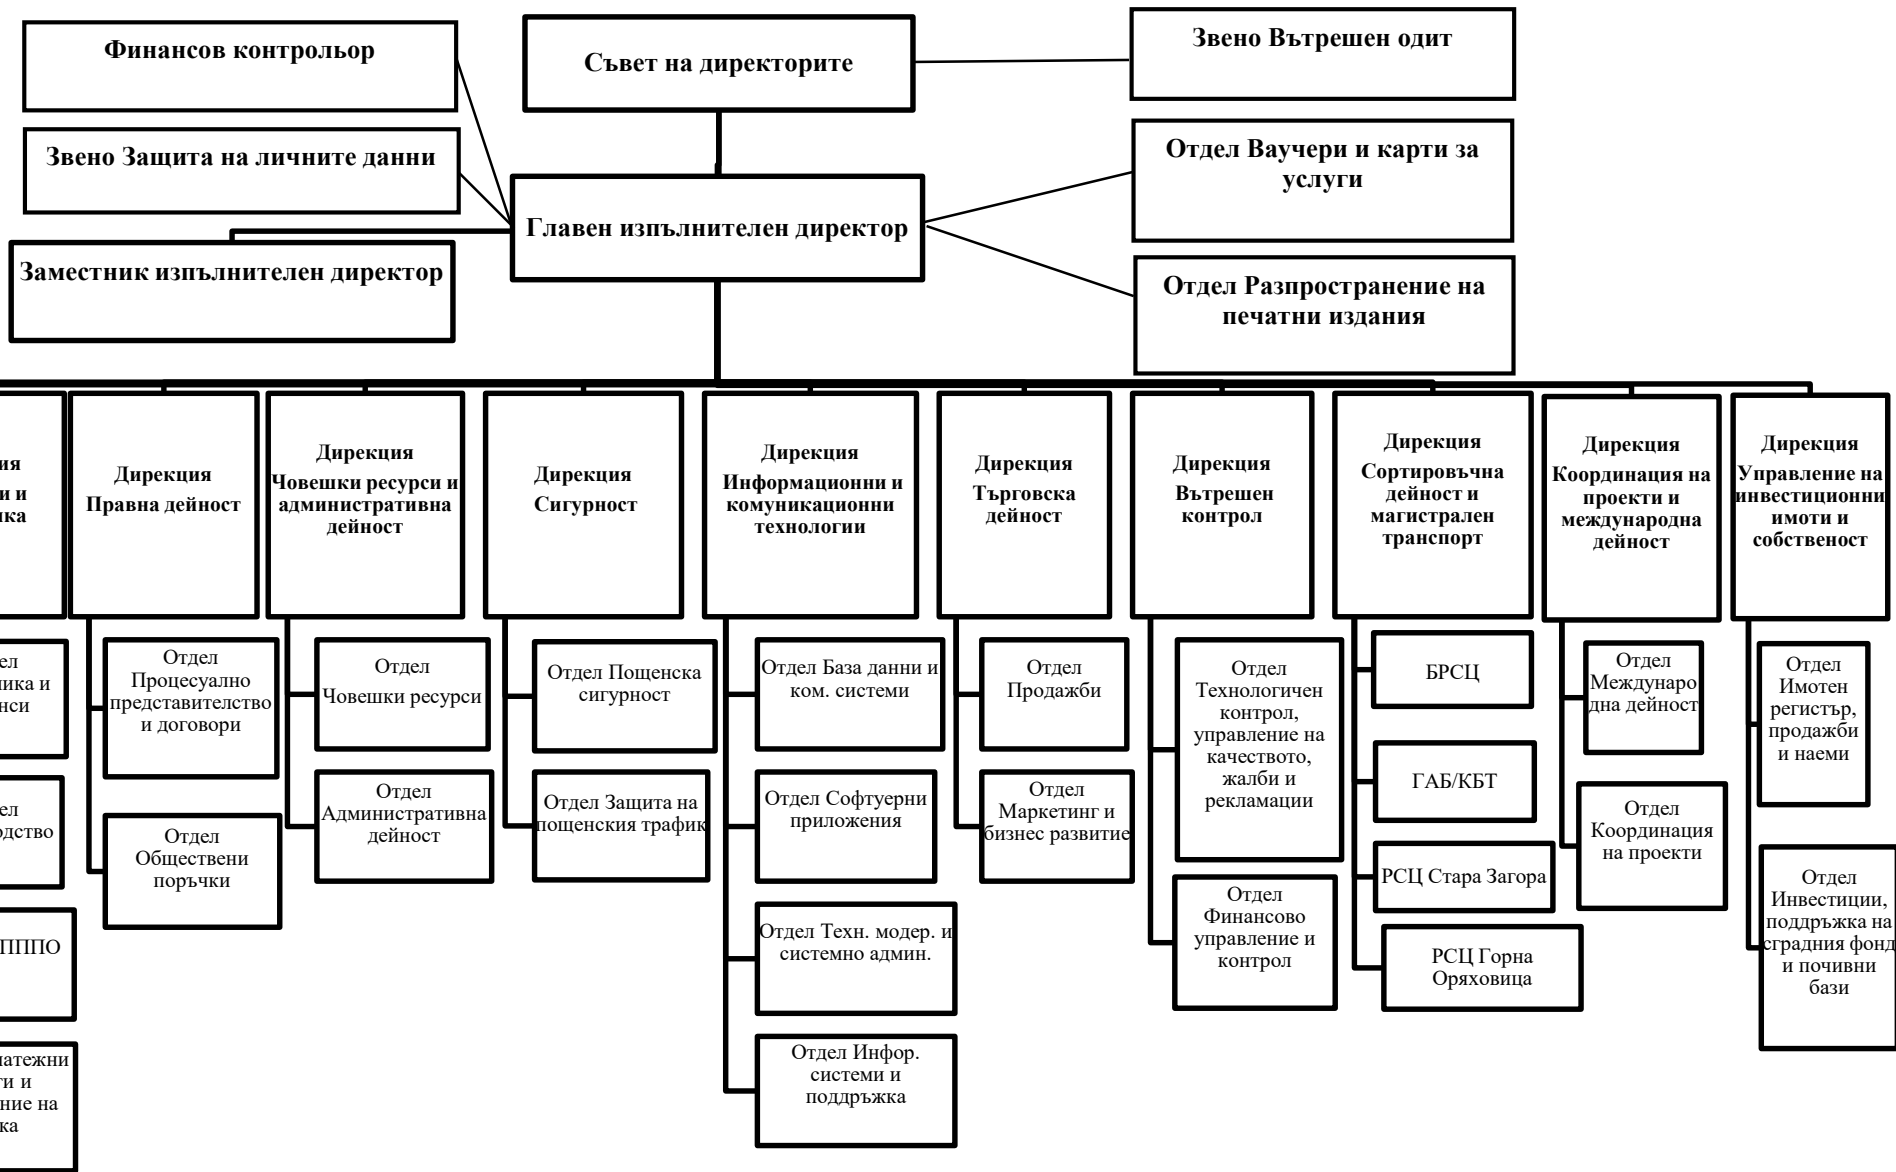 Финансов контрольор
Съвет на директорите
Звено Вътрешен одит
Звено Защита на личните данни
Отдел Ваучери и карти за
услуги
Главен изпълнителен директор
Заместник изпълнителен директор
Отдел Разпространение на
печатни издания
Дирекция
Правна дейност
Дирекция
Човешки ресурси и
административна
дейност
Дирекция
Сигурност
Дирекция
Информационни и
комуникационни
технологии
Дирекция
Търговска
дейност
Дирекция
Вътрешен
контрол
Дирекция
Сортировъчна
дейност и
магистрален
транспорт
Дирекция
Координация на
проекти и
международна
дейност
Дирекция
Управление на
инвестиционни
имоти и
собственост
и
ППО
и
на
Отдел
Процесуално
представителство
и договори
Отдел
Обществени
поръчки
Отдел
Човешки ресурси
Отдел
Административна
дейност
Отдел Пощенска
сигурност
Отдел Защита на
пощенския трафик
Отдел База данни и
ком. системи
Отдел Софтуерни
приложения
Отдел Техн. модер. и
системно админ.
Отдел Инфор.
системи и
поддръжка
Отдел
Продажби
Отдел
Маркетинг и
бизнес развитие
Отдел
Технологичен
контрол,
управление на
качеството,
жалби и
рекламации
Отдел
Финансово
управление и
контрол
БРСЦ
ГАБ/КБТ
РСЦ Стара Загора
РСЦ Горна
Оряховица
Отдел
Междунаро
дна дейност
Отдел
Координация
на проекти
Отдел
Имотен
регистър,
продажби
и наеми
Отдел
Инвестиции,
поддръжка на
сградния фонд
и почивни
бази